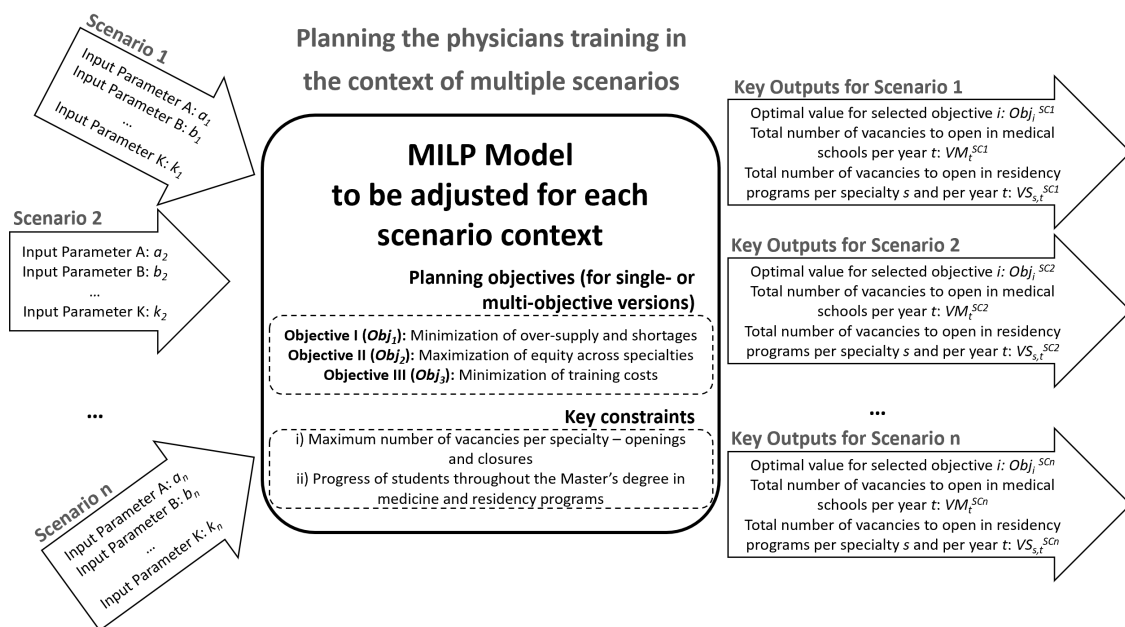 Scenario 1
Input Parameter A: a1
Input Parameter B: b1
...
Input Parameter K: k1
Scenario 2
Input Parameter A: a2
Input Parameter B: b2
...
Input Parameter K: k2
...
Scenario n
Input Parameter A: an
Input Parameter B: bn
...
Input Parameter K: kn
Planning the physicians training in
the context of multiple scenarios
MILP Model
to be adjusted for each
scenario context
Planning objectives (for single- or
multi-objective versions)
Objective I (Obj1): Minimization of over-supply and shortages
Objective II (Obj2): Maximization of equity across specialties
Objective III (Obj3): Minimization of training costs
Key constraints
i) Maximum number of vacancies per specialty – openings
and closures
ii) Progress of students throughout the Master's degree in
medicine and residency programs
Key Outputs for Scenario 1
Optimal value for selected objective i: Obji SC1
Total number of vacancies to open in medical
schools per year t: VMt SC1
Total number of vacancies to open in residency
programs per specialty s and per year t: VSs,t SC1
Key Outputs for Scenario 2
Optimal value for selected objective i: Obji SC2
Total number of vacancies to open in medical
schools per year t: VMt SC2
Total number of vacancies to open in residency
programs per specialty s and per year t: VSs,t SC2
...
Key Outputs for Scenario n
Optimal value for selected objective i: Obji SCn
Total number of vacancies to open in medical
schools per year t: VMt SCn
Total number of vacancies to open in residency
programs per specialty s and per year t: VSs,t SCn